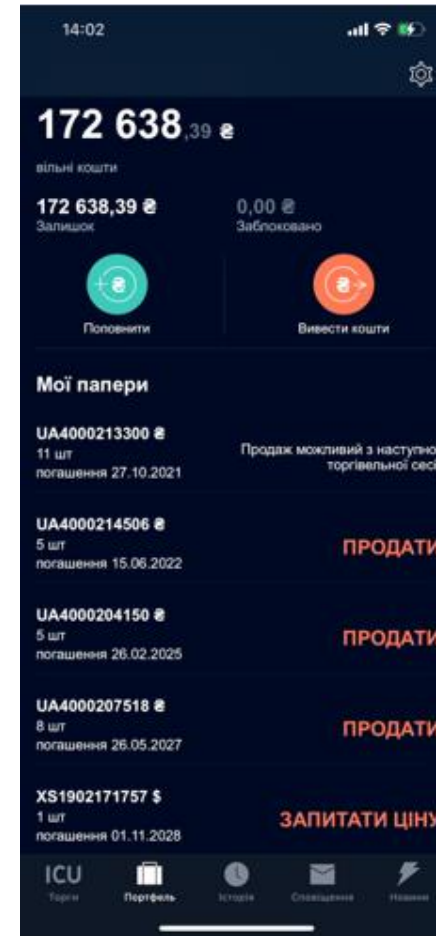 14:02
172 638,39 ₴
вільні кошти
172 638,39 ₴ 0,00 ₴
Залишок Заблоковано
+₴ ₴
Поповнити Вивести кошти
Мої папери
UA4000213300 ₴
11 шт Продаж можливий з наступно
погашення 27.10.2021 торгівельної сесі
UA4000214506 ₴
5 шт ПРОДАТИ
погашення 15.06.2022
UA4000204150 ₴
5 шт ПРОДАТИ
погашення 26.02.2025
UA4000207518 ₴
8 шт ПРОДАТИ
погашення 26.05.2027
XS1902171757 $
1 шт ЗАПИТАТИ ЦІНУ
погашення 01.11.2028
ICU
Торги Портфель Історія Сповіщення Новини